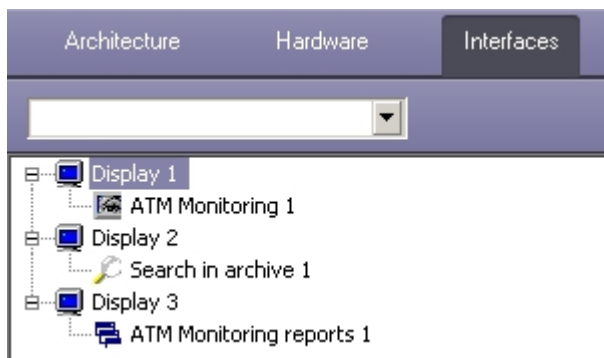 Architecture Hardware Interfaces
Display 1
ATM Monitoring 1
Display 2
Search in archive 1
Display 3
ATM Monitoring reports 1